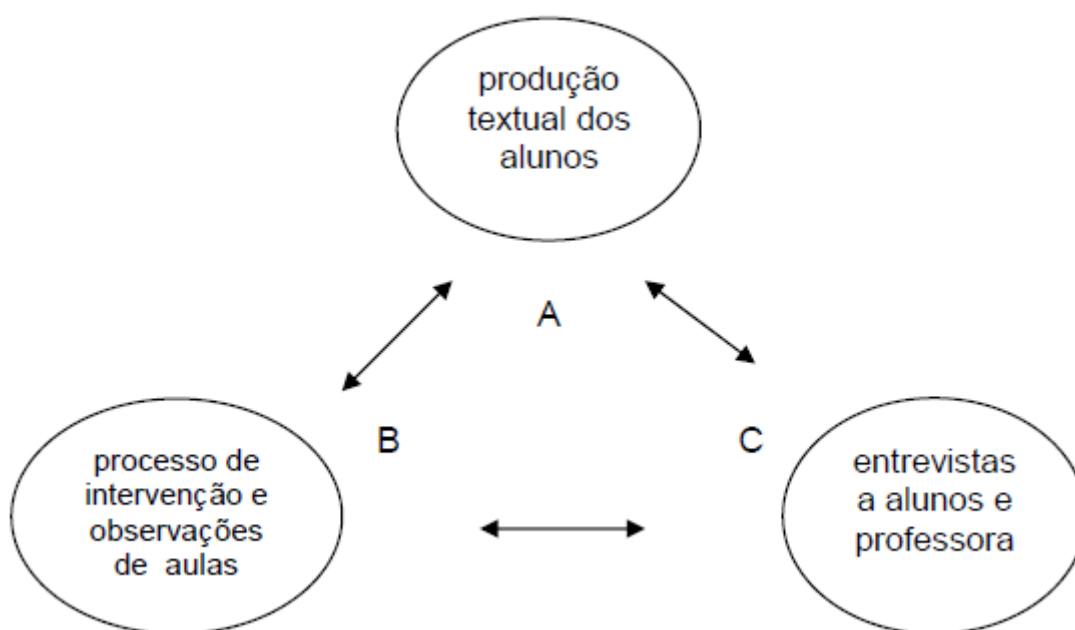 produção
textual dos
alunos
A
B
C
processo de
intervenção e
observações
de aulas
entrevistas
a alunos e
professora